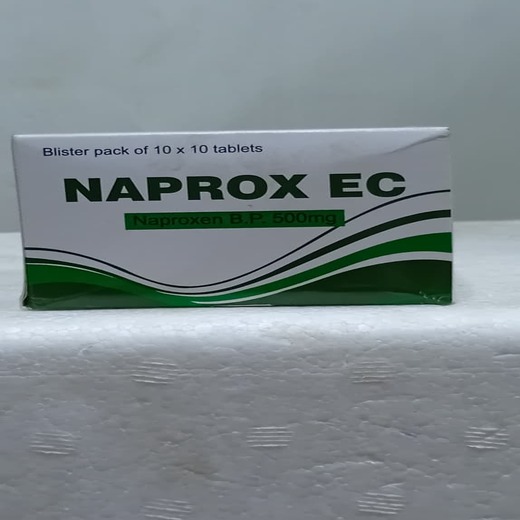 Blister pack of 10 x 10 tablets
NAPROX EC
Naproxen B.P. 500mg